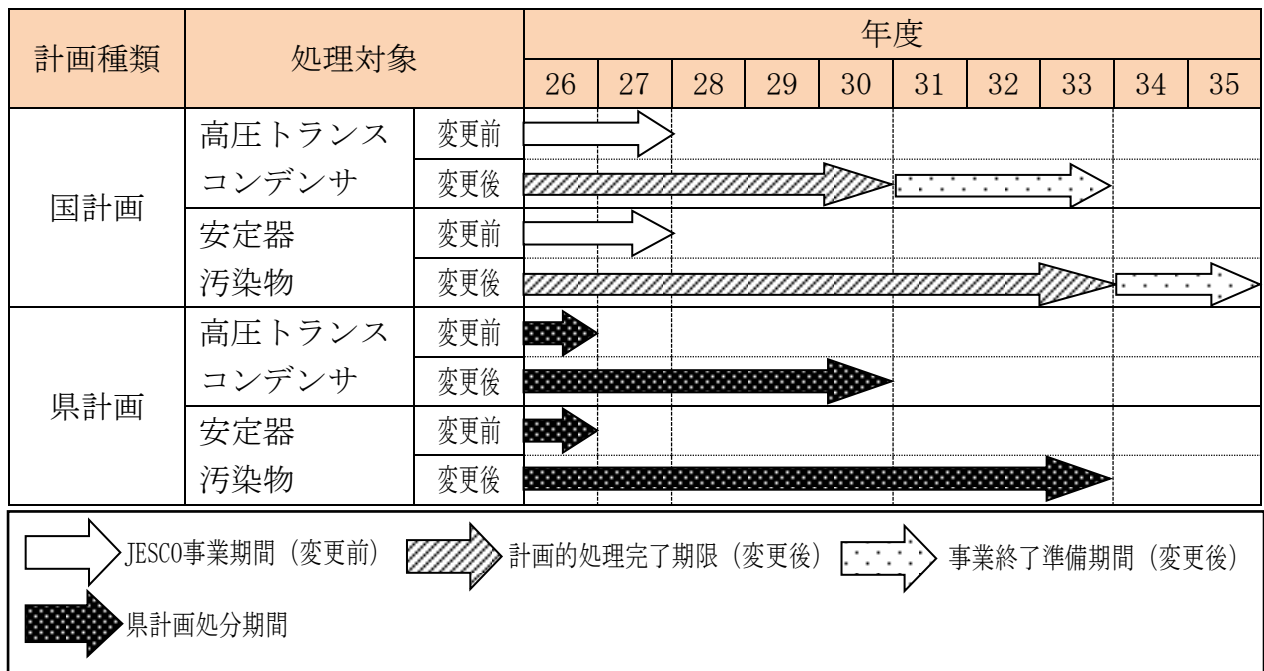 計画種類 処理対象 年度
26 27 28 29 30 31 32 33 34 35
国計画
高圧トランス 変更前
コンデンサ 変更後
安定器 変更前
汚染物 変更後
県計画
高圧トランス 変更前
コンデンサ 変更後
安定器 変更前
汚染物 変更後
JESCO事業期間（変更前） 計画的処理完了期限（変更後） 事業終了準備期間（変更後）
県計画処分期間